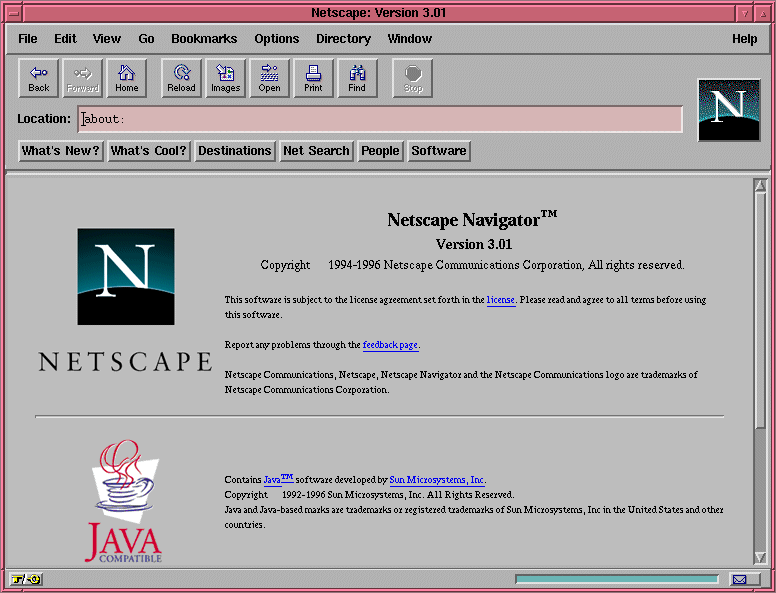 Netscape: Version 3.01
File Edit View Go Bookmarks Options Directory Window Help
Back Forward Home Reload Images Open Print Find Stop
Location: about:
N
What's New? What's Cool? Destinations Net Search People Software
Netscape Navigator™
Version 3.01
Copyright 1994-1996 Netscape Communications Corporation, All rights reserved.
N
NETSCAPE
This software is subject to the license agreement set forth in the license. Please read and agree to all terms before using
this software.
Report any problems through the feedback page.
Netscape Communications, Netscape, Netscape Navigator and the Netscape Communications logo are trademarks of
Netscape Communications Corporation.
JAVA
COMPATIBLE
Contains Java™ software developed by Sun Microsystems, Inc.
Copyright 1992-1996 Sun Microsystems, Inc. All Rights Reserved.
Java and Java-based marks are trademarks or registered trademarks of Sun Microsystems, Inc in the United States and other
countries.